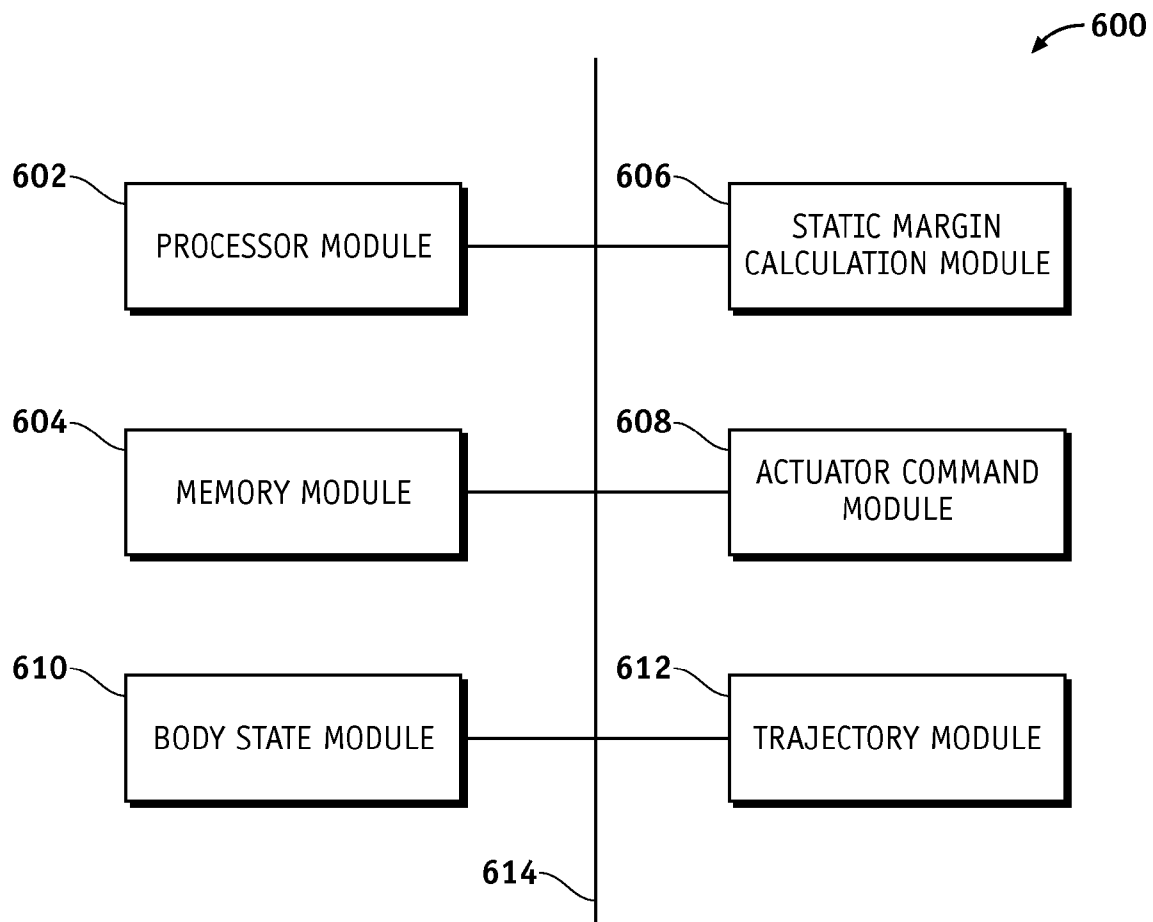 600
602
PROCESSOR MODULE
606
STATIC MARGIN
CALCULATION MODULE
604
MEMORY MODULE
608
ACTUATOR COMMAND
MODULE
610
BODY STATE MODULE
612
TRAJECTORY MODULE
614